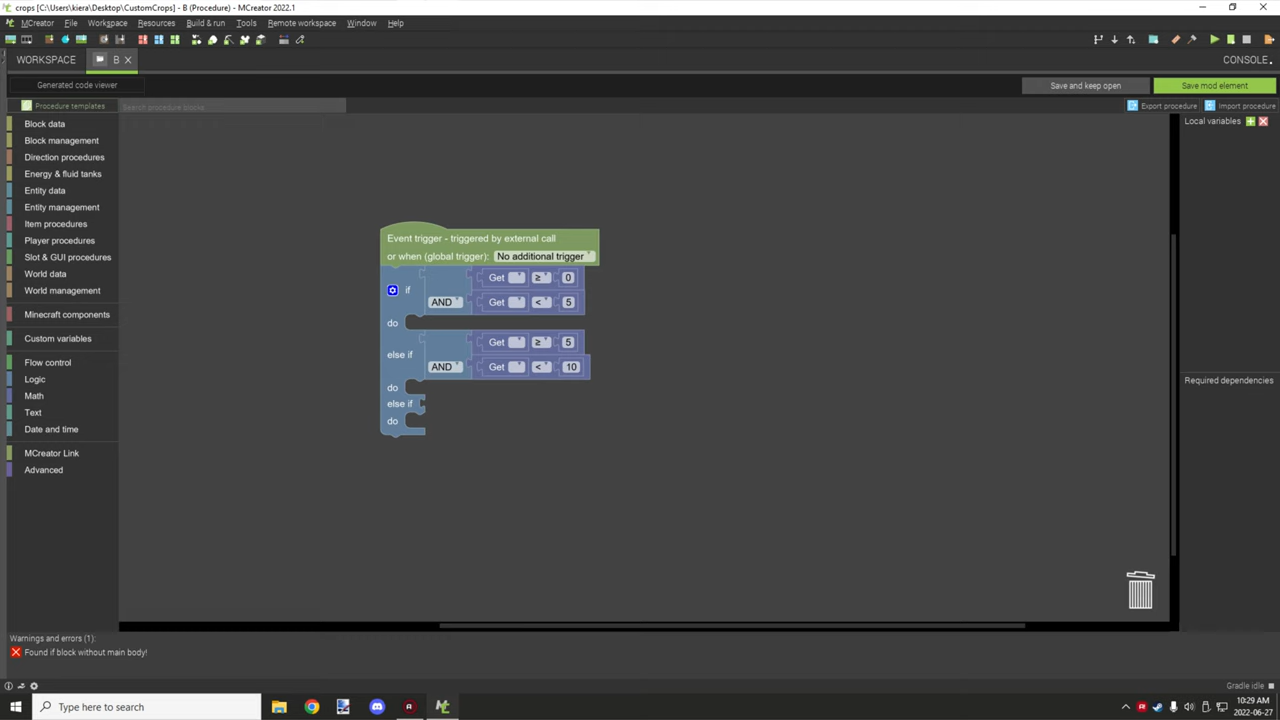 crops [C:\Users\kiera\Desktop\CustomCrops] - B (Procedure) - MCreator 2022.1
MCreator File Workspace Resources Build & run Tools Remote workspace Window Help
WORKSPACE B CONSOLE
Generated code viewer Save and keep open Save mod element
Procedure templates Search procedure blocks Export procedure Import procedure
Local variables
Block data
Block management
Direction procedures
Energy & fluid tanks
Entity data
Entity management
Item procedures
Player procedures
Slot & GUI procedures
World data
World management
Minecraft components
Custom variables
Flow control
Logic
Math
Text
Date and time
MCreator Link
Advanced
Event trigger - triggered by external call
or when (global trigger): No additional trigger
Get ≥ 0
if
AND Get < 5
do
Get ≥ 5
else if
AND Get < 10
do
else if
do
Required dependencies
Warnings and errors (1):
Found if block without main body!
Gradle idle
Type here to search
10:29 AM
2022-06-27